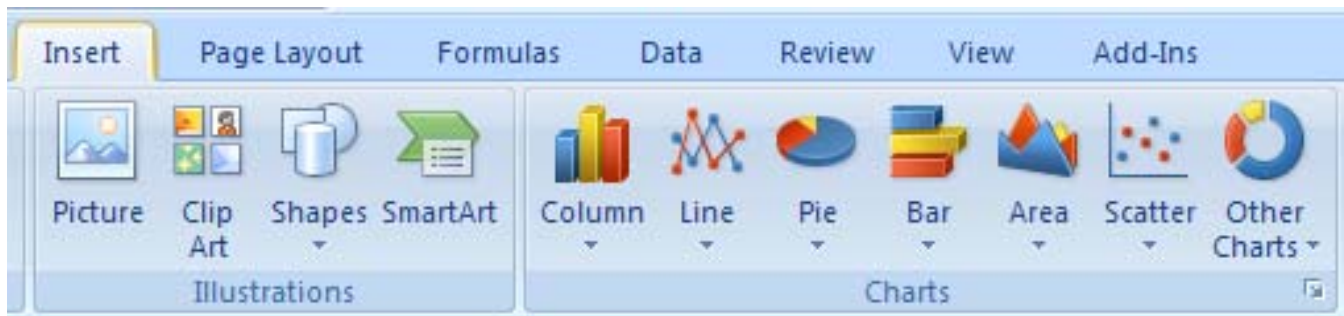 Insert Page Layout Formulas Data Review View Add-Ins
Picture Clip Shapes SmartArt Column Line Pie Bar Area Scatter Other
Art Charts
Illustrations Charts